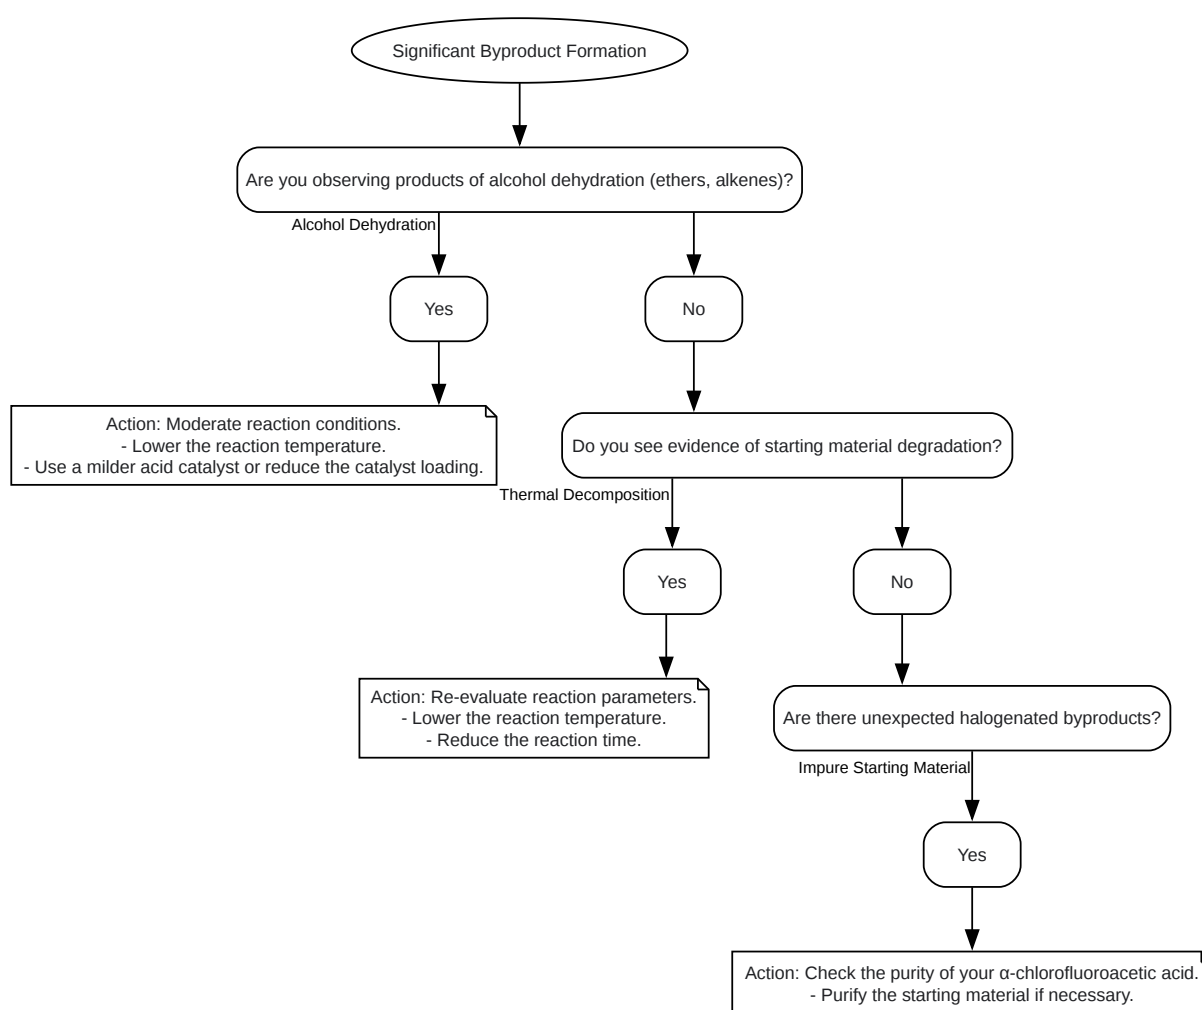 Significant Byproduct Formation
Are you observing products of alcohol dehydration (ethers, alkenes)?
Alcohol Dehydration
Yes
No
Action: Moderate reaction conditions.
- Lower the reaction temperature.
- Use a milder acid catalyst or reduce the catalyst loading.
Do you see evidence of starting material degradation?
Thermal Decomposition
Yes
No
Action: Re-evaluate reaction parameters.
- Lower the reaction temperature.
- Reduce the reaction time.
Are there unexpected halogenated byproducts?
Impure Starting Material
Yes
Action: Check the purity of your α-chlorofluoroacetic acid.
- Purify the starting material if necessary.